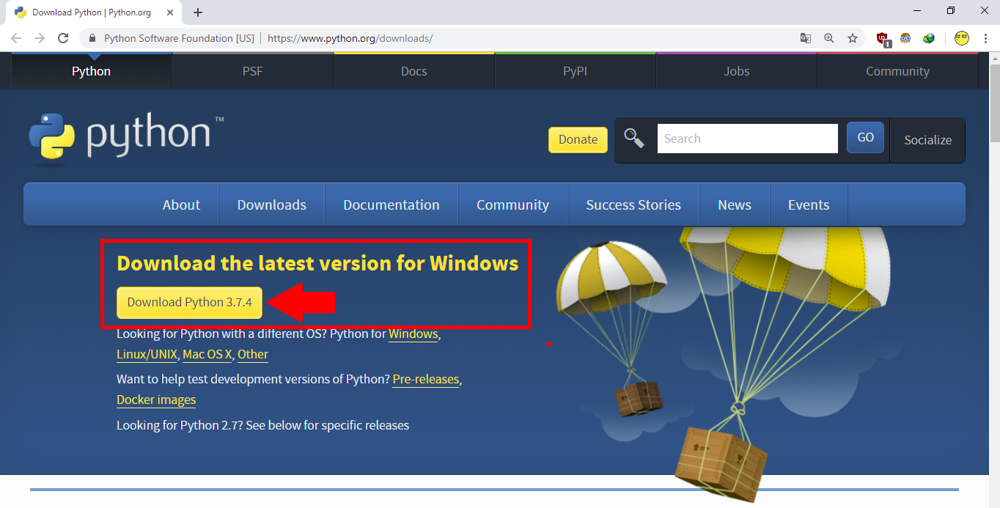 Download Python | Python.org
Python Software Foundation [US] | https://www.python.org/downloads/
1
Python
PSF
Docs
PyPI
Jobs
Community
python™
Donate
Search
GO
Socialize
About
Downloads
Documentation
Community
Success Stories
News
Events
Download the latest version for Windows
Download Python 3.7.4
Looking for Python with a different OS? Python for Windows,
Linux/UNIX, Mac OS X, Other
Want to help test development versions of Python? Pre-releases,
Docker images
Looking for Python 2.7? See below for specific releases